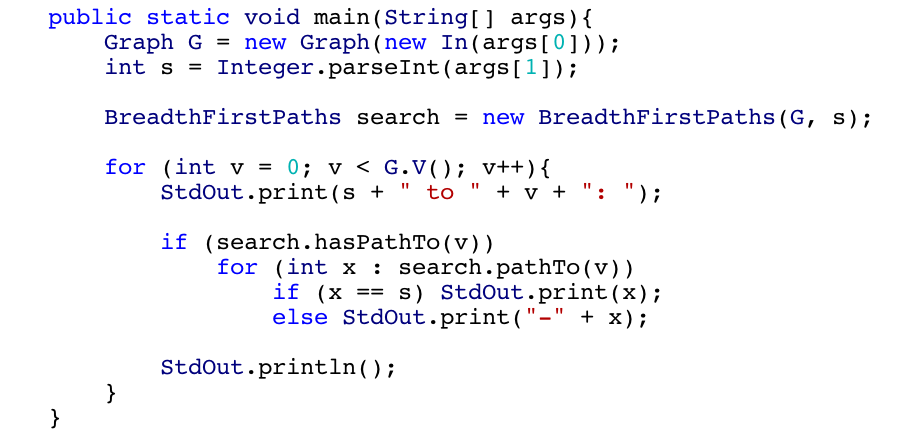 public static void main(String[] args){
    Graph G = new Graph(new In(args[0]));
    int s = Integer.parseInt(args[1]);

    BreadthFirstPaths search = new BreadthFirstPaths(G, s);

    for (int v = 0; v < G.V(); v++){
        StdOut.print(s + " to " + v + ": ");

        if (search.hasPathTo(v))
            for (int x : search.pathTo(v))
                if (x == s) StdOut.print(x);
                else StdOut.print("-" + x);

        StdOut.println();
    }
}